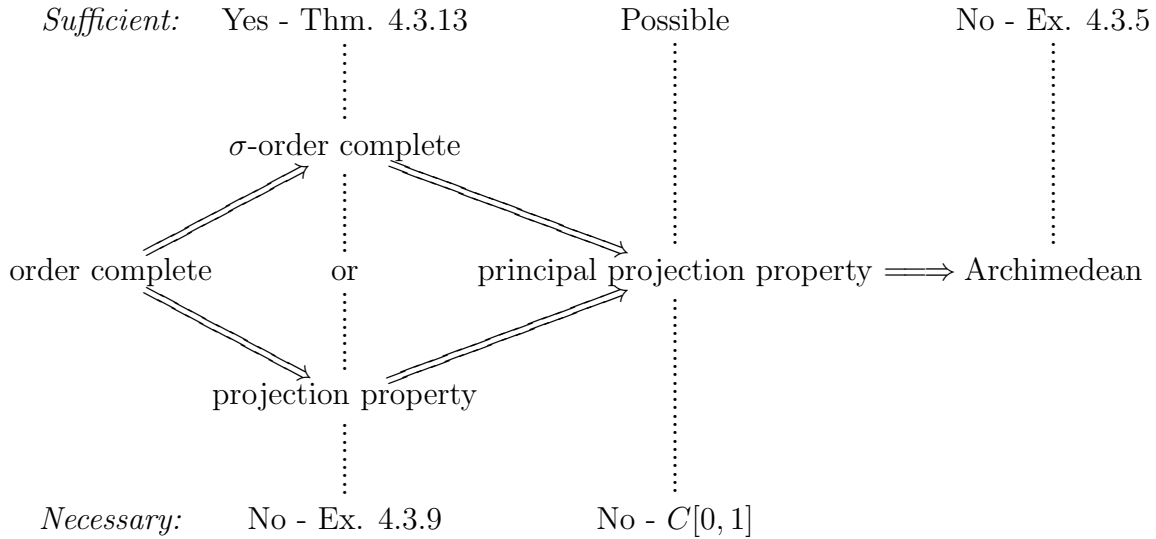 Sufficient: Yes - Thm. 4.3.13 Possible No - Ex. 4.3.5
σ-order complete
order complete or principal projection property ⟹ Archimedean
projection property
Necessary: No - Ex. 4.3.9 No - C[0, 1]